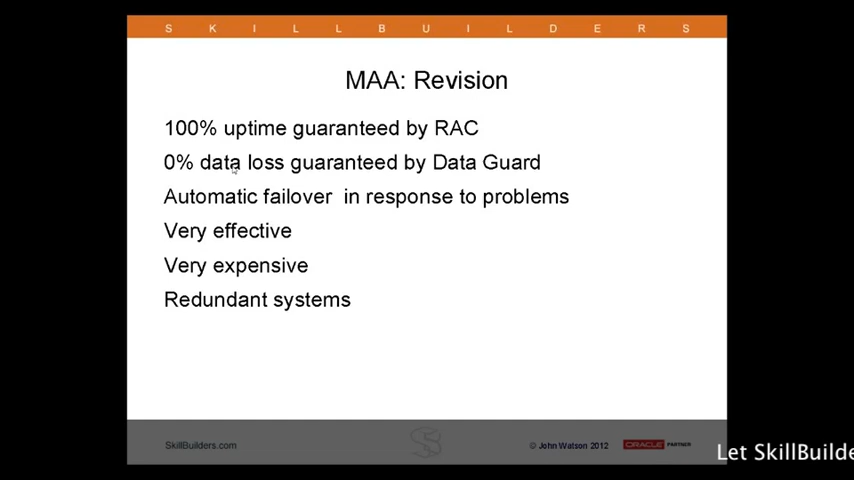 S K I L L B U I L D E R S
MAA: Revision
100% uptime guaranteed by RAC
0% data loss guaranteed by Data Guard
Automatic failover in response to problems
Very effective
Very expensive
Redundant systems
SkillBuilders.com
© John Watson 2012
ORACLE PARTNER
Let SkillBuilde